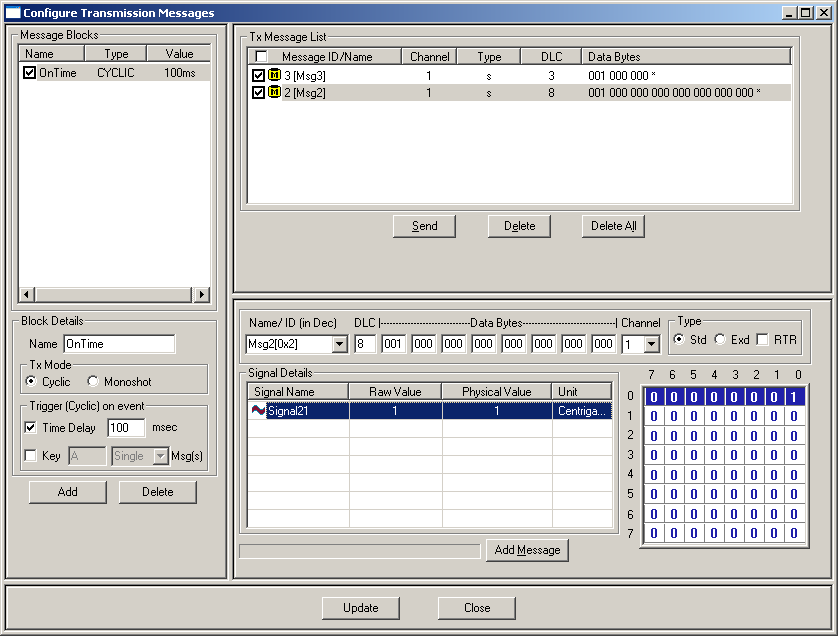 Configure Transmission Messages
Message Blocks
Name Type Value
OnTime CYCLIC 100ms
Block Details
Name OnTime
Tx Mode
Cyclic Monoshot
Trigger (Cyclic) on event
Time Delay 100 msec
Key A Single Msg(s)
Add Delete
Tx Message List
Message ID/Name Channel Type DLC Data Bytes
3 [Msg3] 1 s 3 001 000 000 *
2 [Msg2] 1 s 8 001 000 000 000 000 000 000 000 *
Send Delete Delete All
Name/ ID (in Dec) DLC |---------------------------Data Bytes---------------------------| Channel
Msg2[0x2] 8 001 000 000 000 000 000 000 000 1
Type
Std Exd RTR
Signal Details
Signal Name Raw Value Physical Value Unit
Signal21 1 1 Centriga...
7 6 5 4 3 2 1 0
0 0 0 0 0 0 0 0 1
1 0 0 0 0 0 0 0 0
2 0 0 0 0 0 0 0 0
3 0 0 0 0 0 0 0 0
4 0 0 0 0 0 0 0 0
5 0 0 0 0 0 0 0 0
6 0 0 0 0 0 0 0 0
7 0 0 0 0 0 0 0 0
Add Message
Update Close